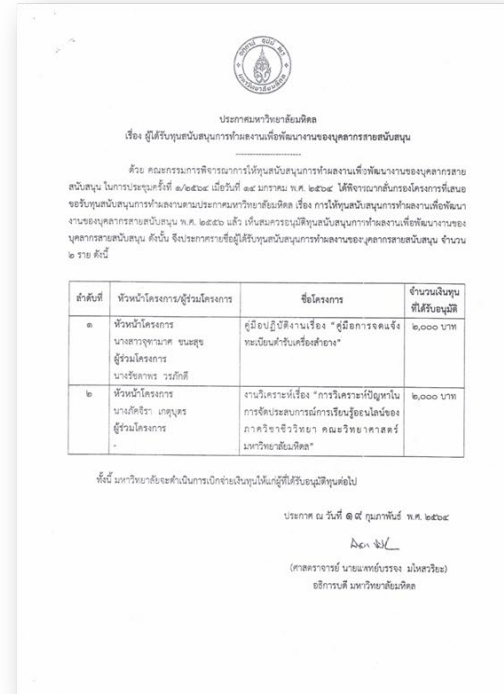 ประกาศมหาวิทยาลัยมหิดล
เรื่อง ผู้ได้รับทุนสนับสนุนการทำผลงานเพื่อพัฒนางานของบุคลากรสายสนับสนุน
ด้วย คณะกรรมการพิจารณาการให้ทุนสนับสนุนการทำผลงานเพื่อพัฒนางานของบุคลากรสาย
สนับสนุน ในการประชุมครั้งที่ ๑/๒๕๖๔ เมื่อวันที่ ๑๔ มกราคม พ.ศ. ๒๕๖๔ ได้พิจารณากลั่นกรองโครงการที่เสนอ
ขอรับทุนสนับสนุนการทำผลงานตามประกาศมหาวิทยาลัยมหิดล เรื่อง การให้ทุนสนับสนุนการทำผลงานเพื่อพัฒนา
งานของบุคลากรสายสนับสนุน พ.ศ. ๒๕๕๖ แล้ว เห็นสมควรอนุมัติทุนสนับสนุนการทำผลงานเพื่อพัฒนางานของ
บุคลากรสายสนับสนุน ดังนั้น จึงประกาศรายชื่อผู้ได้รับทุนสนับสนุนการทำผลงานของบุคลากรสายสนับสนุน จำนวน
๒ ราย ดังนี้
ลำดับที่ หัวหน้าโครงการ/ผู้ร่วมโครงการ ชื่อโครงการ จำนวนเงินทุน
ที่ได้รับอนุมัติ
๑ หัวหน้าโครงการ คู่มือปฏิบัติงานเรื่อง "คู่มือการจดแจ้ง ๒,๐๐๐ บาท
นางสาวจุฑามาศ ชนะสุข ทะเบียนตำรับเครื่องสำอาง"
ผู้ร่วมโครงการ
นางรัชดาพร วรภักดี
๒ หัวหน้าโครงการ งานวิเคราะห์เรื่อง "การวิเคราะห์ปัญหาใน ๒,๐๐๐ บาท
นางภัคจิรา เกตุบุตร การจัดประสบการณ์การเรียนรู้ออนไลน์ของ
ผู้ร่วมโครงการ ภาควิชาชีววิทยา คณะวิทยาศาสตร์
- มหาวิทยาลัยมหิดล"
ทั้งนี้ มหาวิทยาลัยจะดำเนินการเบิกจ่ายเงินทุนให้แก่ผู้ที่ได้รับอนุมัติทุนต่อไป
ประกาศ ณ วันที่ ๑๙ กุมภาพันธ์ พ.ศ. ๒๕๖๔
(ศาสตราจารย์ นายแพทย์บรรจง มไหสวริยะ)
อธิการบดี มหาวิทยาลัยมหิดล